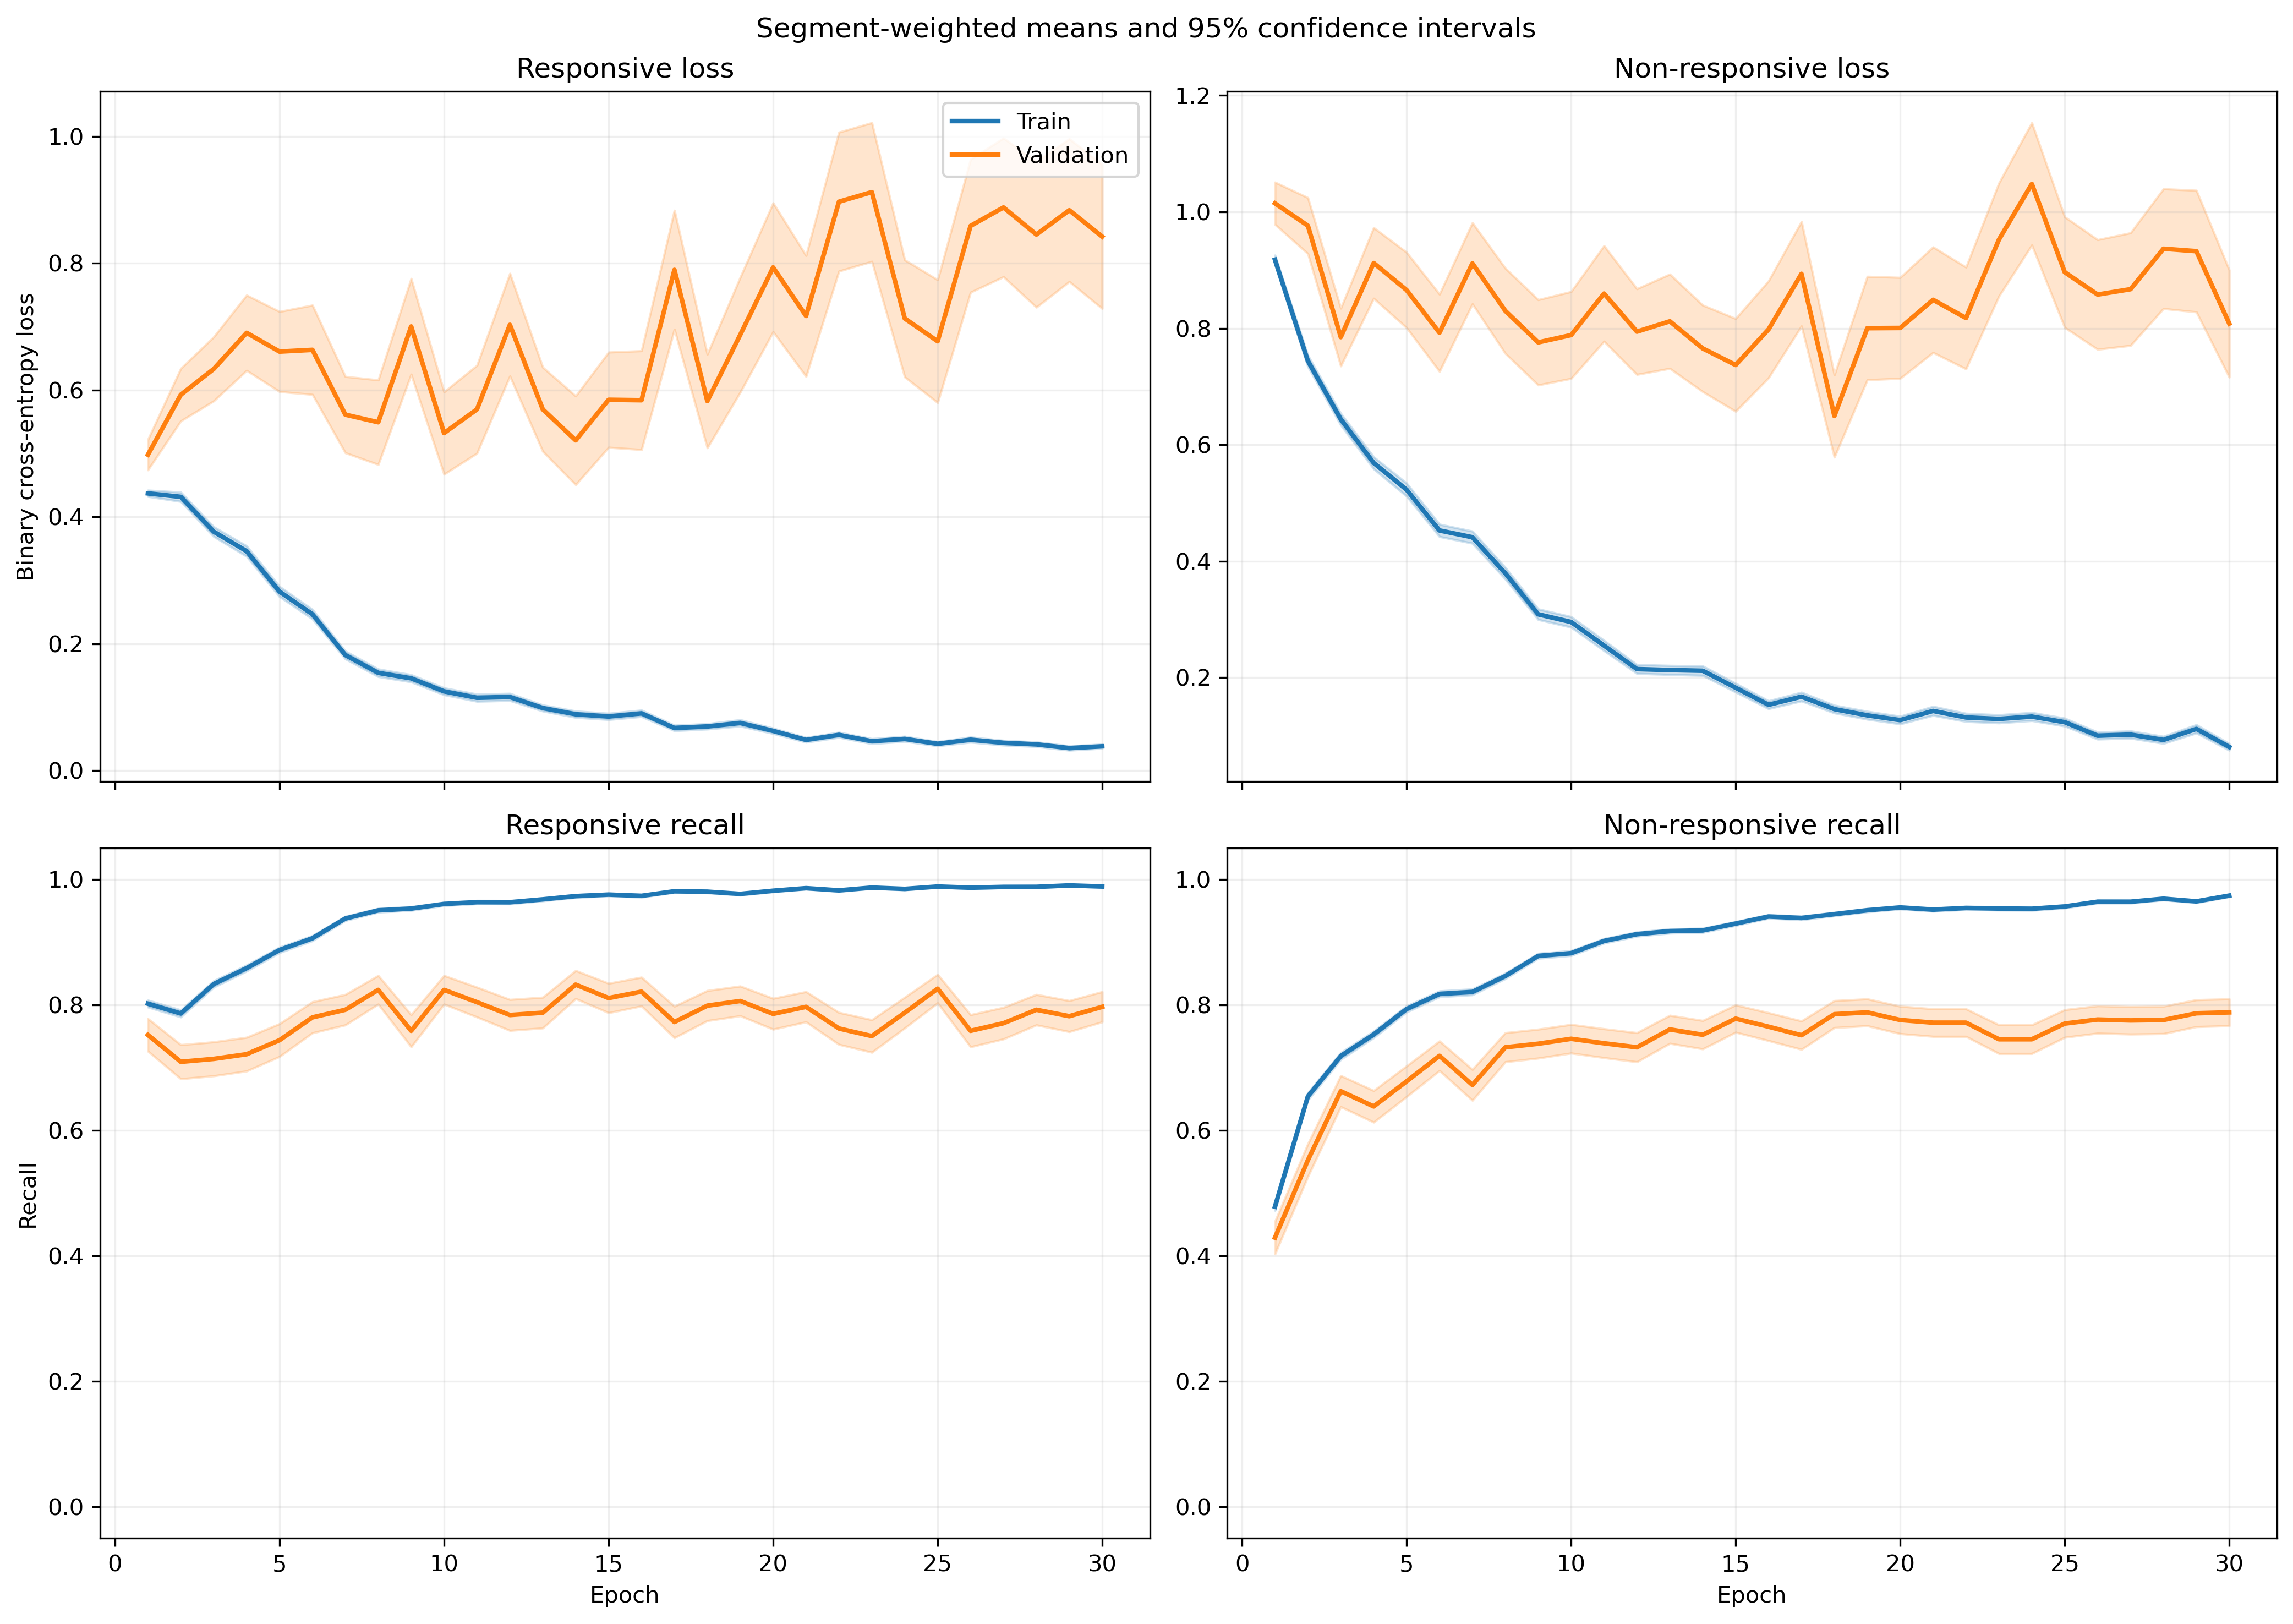 Segment-weighted means and 95% confidence intervals
Responsive loss
Non-responsive loss
Train
Validation
Binary cross-entropy loss
1.0
0.8
0.6
0.4
0.2
0.0
1.2
1.0
0.8
0.6
0.4
0.2
Responsive recall
Non-responsive recall
Recall
1.0
0.8
0.6
0.4
0.2
0.0
0 5 10 15 20 25 30
Epoch
1.0
0.8
0.6
0.4
0.2
0.0
0 5 10 15 20 25 30
Epoch